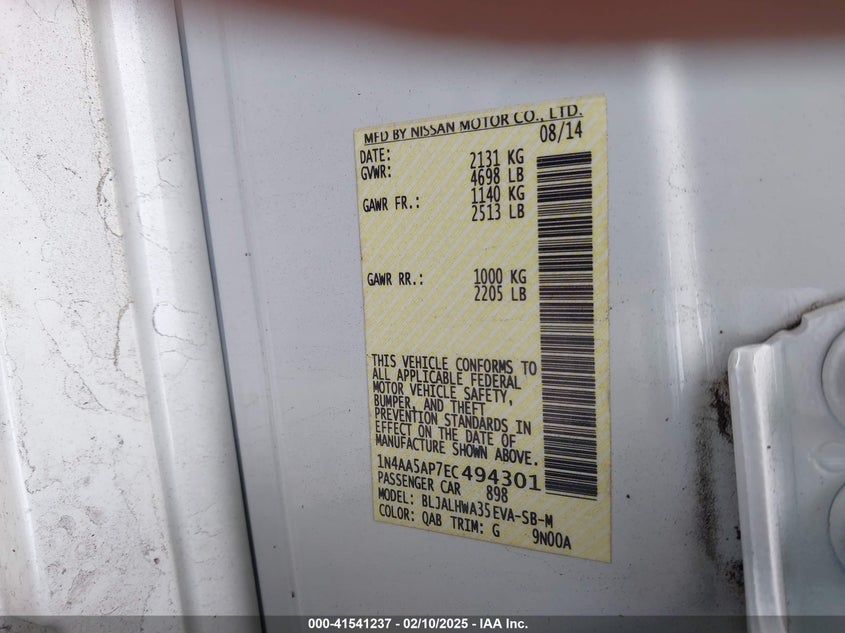 MFD BY NISSAN MOTOR CO., LTD.
DATE: 08/14
GVWR: 2131 KG
4698 LB
GAWR FR.: 1140 KG
2513 LB
GAWR RR.: 1000 KG
2205 LB
THIS VEHICLE CONFORMS TO
ALL APPLICABLE FEDERAL
MOTOR VEHICLE SAFETY,
BUMPER, AND THEFT
PREVENTION STANDARDS IN
EFFECT ON THE DATE OF
MANUFACTURE SHOWN ABOVE.
1N4AA5AP7EC494301
PASSENGER CAR 898
MODEL: BLJALHWA35EVA-SB-M
COLOR: QAB TRIM: G 9N00A
000-41541237 - 02/10/2025 - IAA Inc.